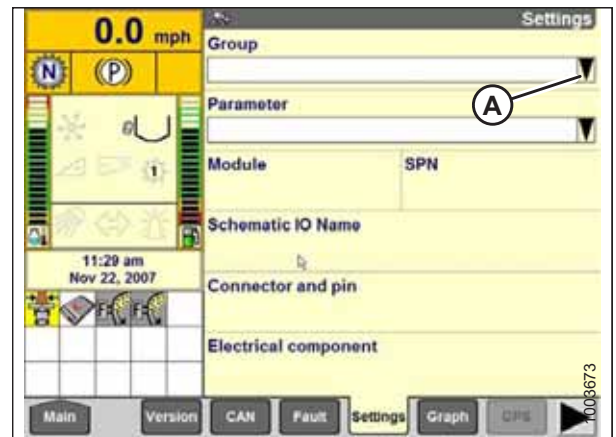 0.0 mph
Settings
N
(P)
Group
A
Parameter
Module
SPN
1
Schematic IO Name
11:29 am
Nov 22, 2007
Connector and pin
Electrical component
1003673
Main
Version
CAN
Fault
Settings
Graph
GPS